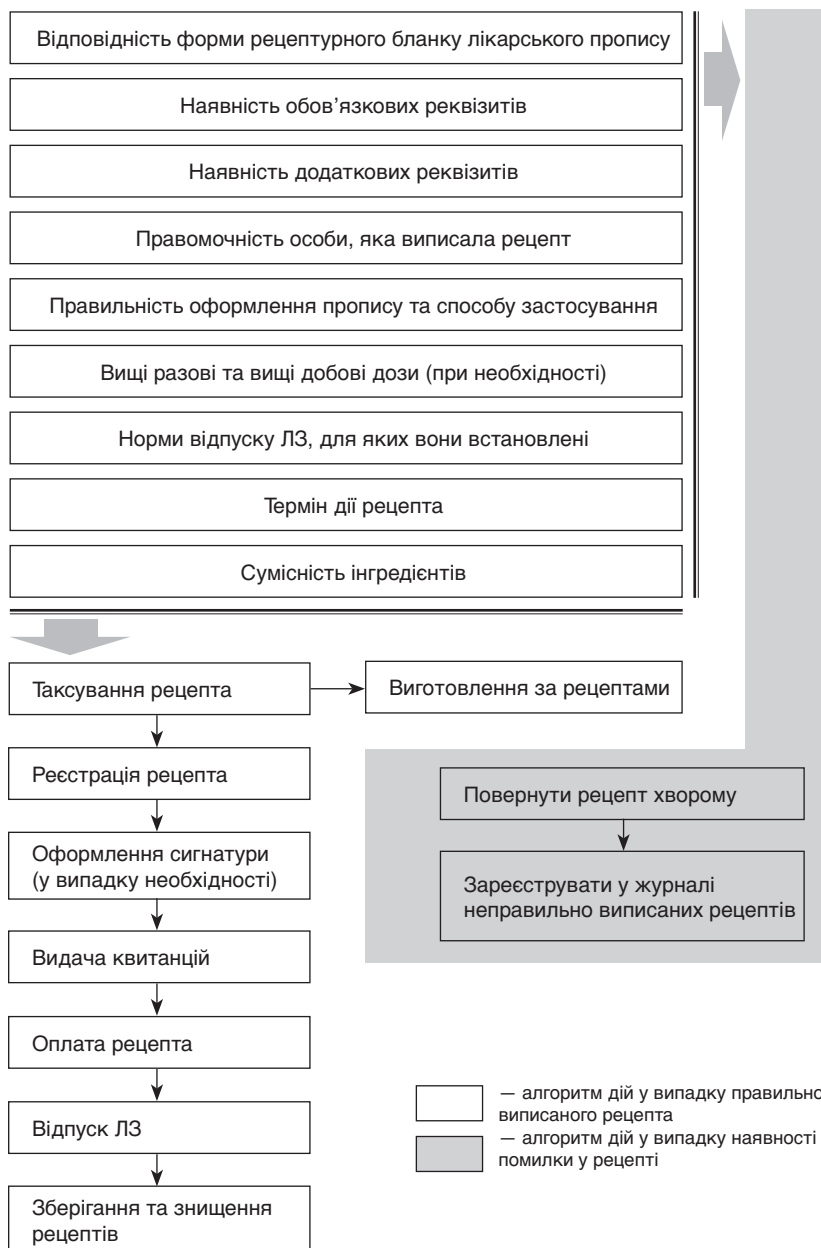 Відповідність форми рецептурного бланку лікарського пропису
Наявність обов’язкових реквізитів
Наявність додаткових реквізитів
Правомочність особи, яка виписала рецепт
Правильність оформлення пропису та способу застосування
Вищі разові та вищі добові дози (при необхідності)
Норми відпуску ЛЗ, для яких вони встановлені
Термін дії рецепта
Сумісність інгредієнтів
Таксування рецепта
Виготовлення за рецептами
Реєстрація рецепта
Оформлення сигнатури
(у випадку необхідності)
Видача квитанцій
Оплата рецепта
Відпуск ЛЗ
Зберігання та знищення
рецептів
Повернути рецепт хворому
Зареєструвати у журналі
неправильно виписаних рецептів
— алгоритм дій у випадку правильно
виписаного рецепта
— алгоритм дій у випадку наявності
помилки у рецепті